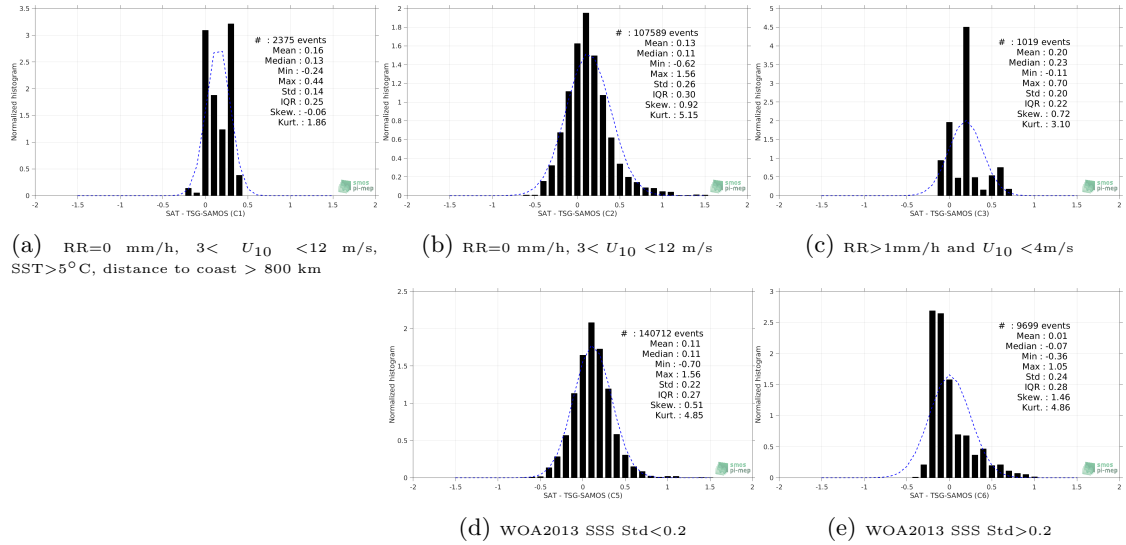 3.5
3
2.5
2
1.5
1
0.5
0
-2 -1.5 -1 -0.5 0 0.5 1 1.5 2
Normalized histogram
SAT - TSG-SAMOS (C1)
# : 2375 events
Mean : 0.16
Median : 0.13
Min : -0.24
Max : 0.44
Std : 0.14
IQR : 0.25
Skew. : -0.06
Kurt. : 1.86
smos
pi-mep
(a) RR=0 mm/h, 3< U10 <12 m/s,
SST>5°C, distance to coast > 800 km
2
1.8
1.6
1.4
1.2
1
0.8
0.6
0.4
0.2
0
-2 -1.5 -1 -0.5 0 0.5 1 1.5 2
Normalized histogram
SAT - TSG-SAMOS (C2)
# : 107589 events
Mean : 0.13
Median : 0.11
Min : -0.62
Max : 1.56
Std : 0.26
IQR : 0.30
Skew. : 0.92
Kurt. : 5.15
smos
pi-mep
(b) RR=0 mm/h, 3< U10 <12 m/s
5
4
3
2
1
0
-2 -1.5 -1 -0.5 0 0.5 1 1.5 2
Normalized histogram
SAT - TSG-SAMOS (C3)
# : 1019 events
Mean : 0.20
Median : 0.23
Min : -0.11
Max : 0.70
Std : 0.20
IQR : 0.22
Skew. : 0.72
Kurt. : 3.10
smos
pi-mep
(c) RR>1mm/h and U10 <4m/s
2.5
2
1.5
1
0.5
0
-2 -1.5 -1 -0.5 0 0.5 1 1.5 2
Normalized histogram
SAT - TSG-SAMOS (C5)
# : 140712 events
Mean : 0.11
Median : 0.11
Min : -0.70
Max : 1.56
Std : 0.22
IQR : 0.27
Skew. : 0.51
Kurt. : 4.85
smos
pi-mep
(d) WOA2013 SSS Std<0.2
3
2.5
2
1.5
1
0.5
0
-2 -1.5 -1 -0.5 0 0.5 1 1.5 2
Normalized histogram
SAT - TSG-SAMOS (C6)
# : 9699 events
Mean : 0.01
Median : -0.07
Min : -0.36
Max : 1.05
Std : 0.24
IQR : 0.28
Skew. : 1.46
Kurt. : 4.86
smos
pi-mep
(e) WOA2013 SSS Std>0.2